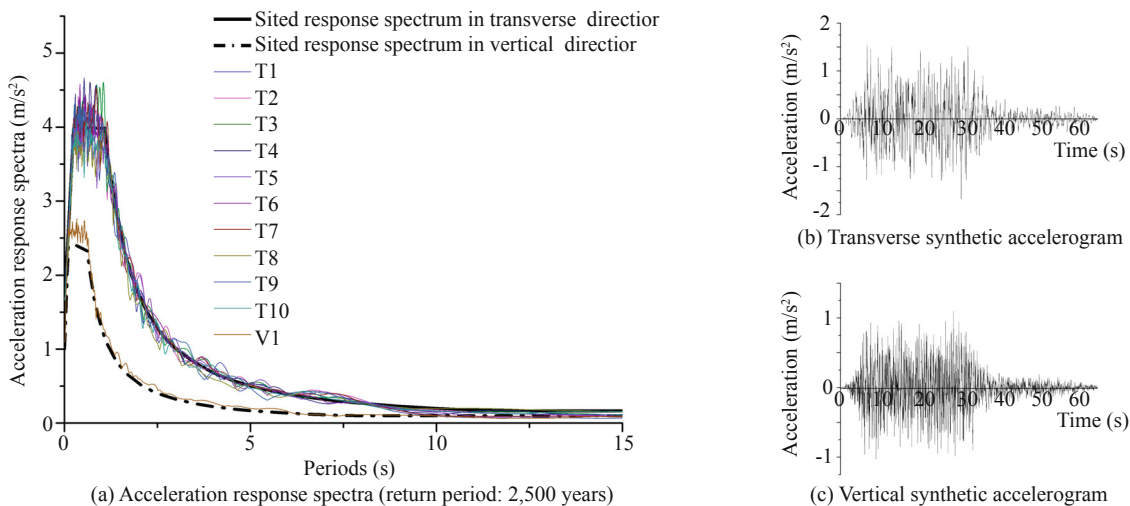 Sited response spectrum in transverse directior
Sited response spectrum in vertical directior
T1
T2
T3
T4
T5
T6
T7
T8
T9
T10
V1
Acceleration response spectra (m/s²)
5
4
3
2
1
0
0
5
10
15
Periods (s)
(a) Acceleration response spectra (return period: 2,500 years)
Acceleration (m/s²)
2
1
0
-1
-2
0
10
20
30
40
50
60
Time (s)
(b) Transverse synthetic accelerogram
Acceleration (m/s²)
1
0
-1
0
10
20
30
40
50
60
Time (s)
(c) Vertical synthetic accelerogram